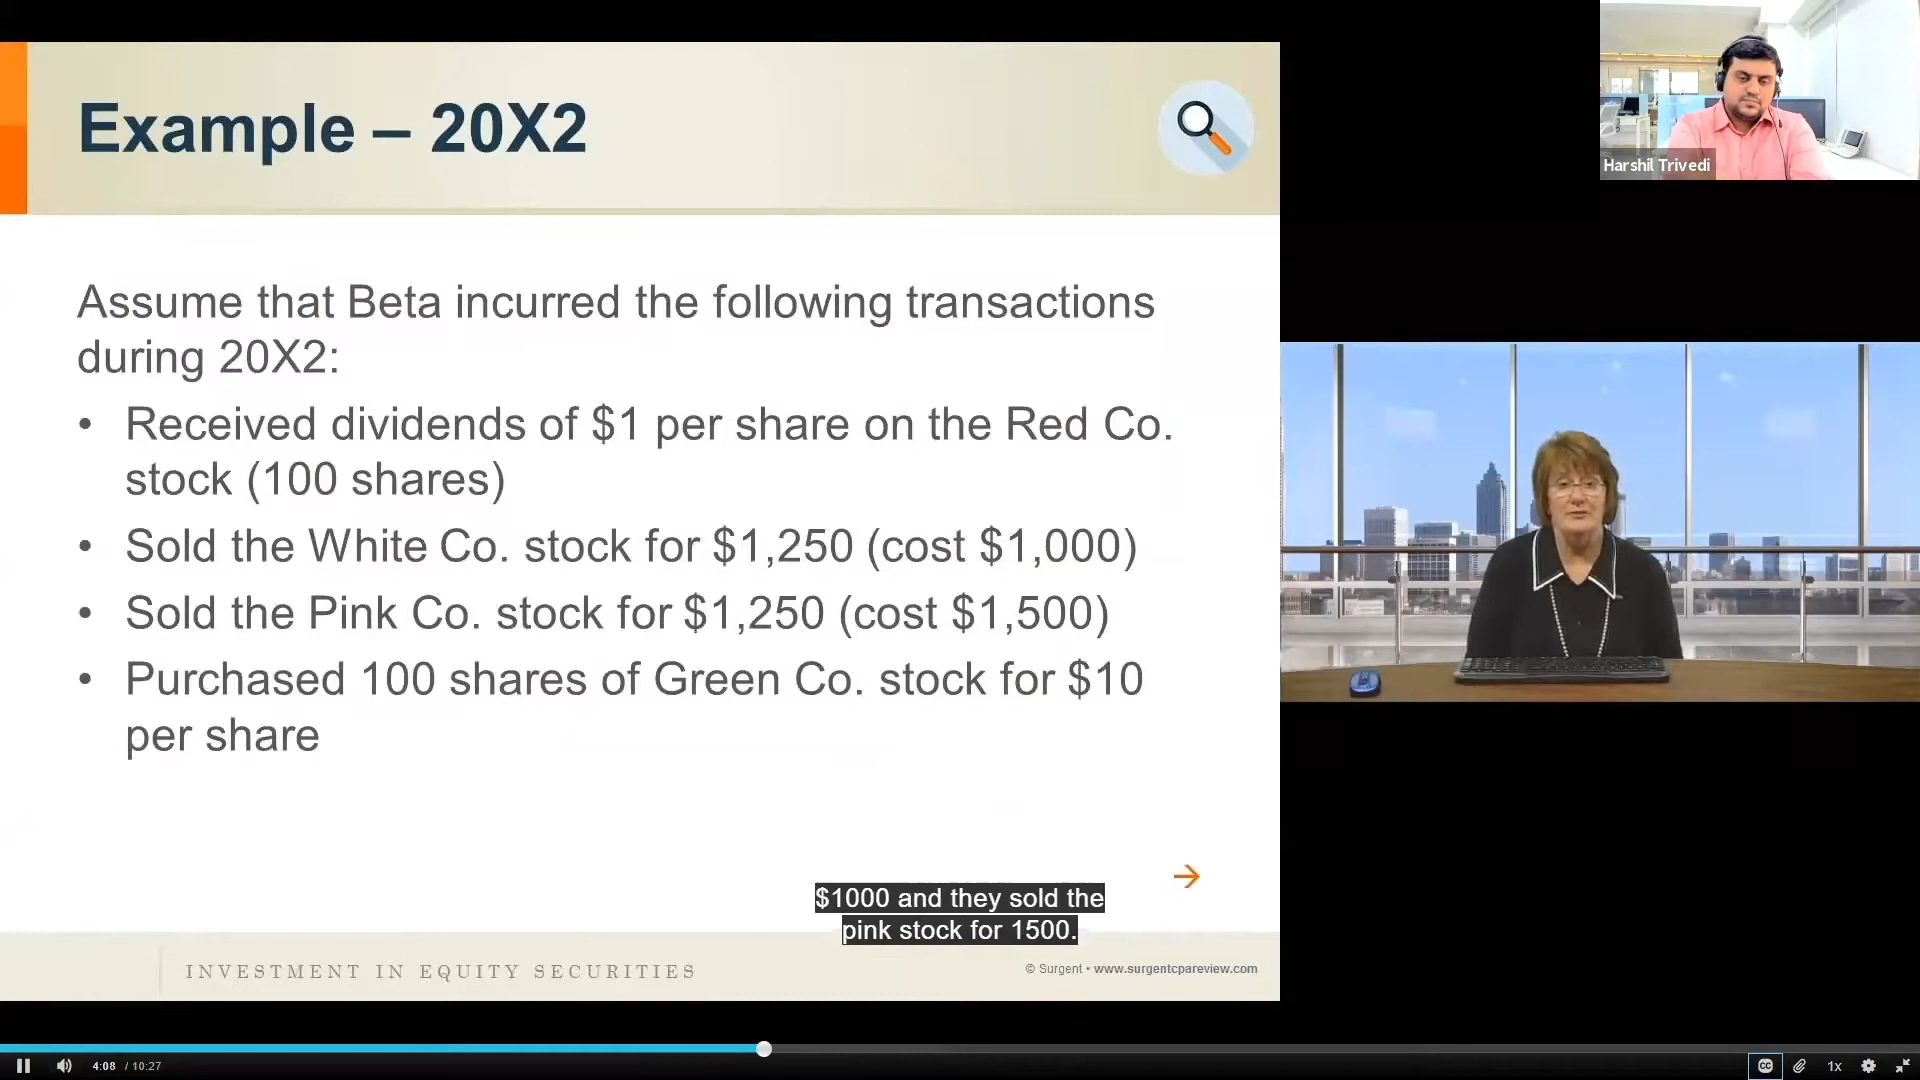 Example – 20X2
Harshil Trivedi
Assume that Beta incurred the following transactions
during 20X2:
• Received dividends of $1 per share on the Red Co.
stock (100 shares)
• Sold the White Co. stock for $1,250 (cost $1,000)
• Sold the Pink Co. stock for $1,250 (cost $1,500)
• Purchased 100 shares of Green Co. stock for $10
per share
$1000 and they sold the
pink stock for 1500.
INVESTMENT IN EQUITY SECURITIES
© Surgent • www.surgentcpareview.com
4:08 / 10:27
CC
1x